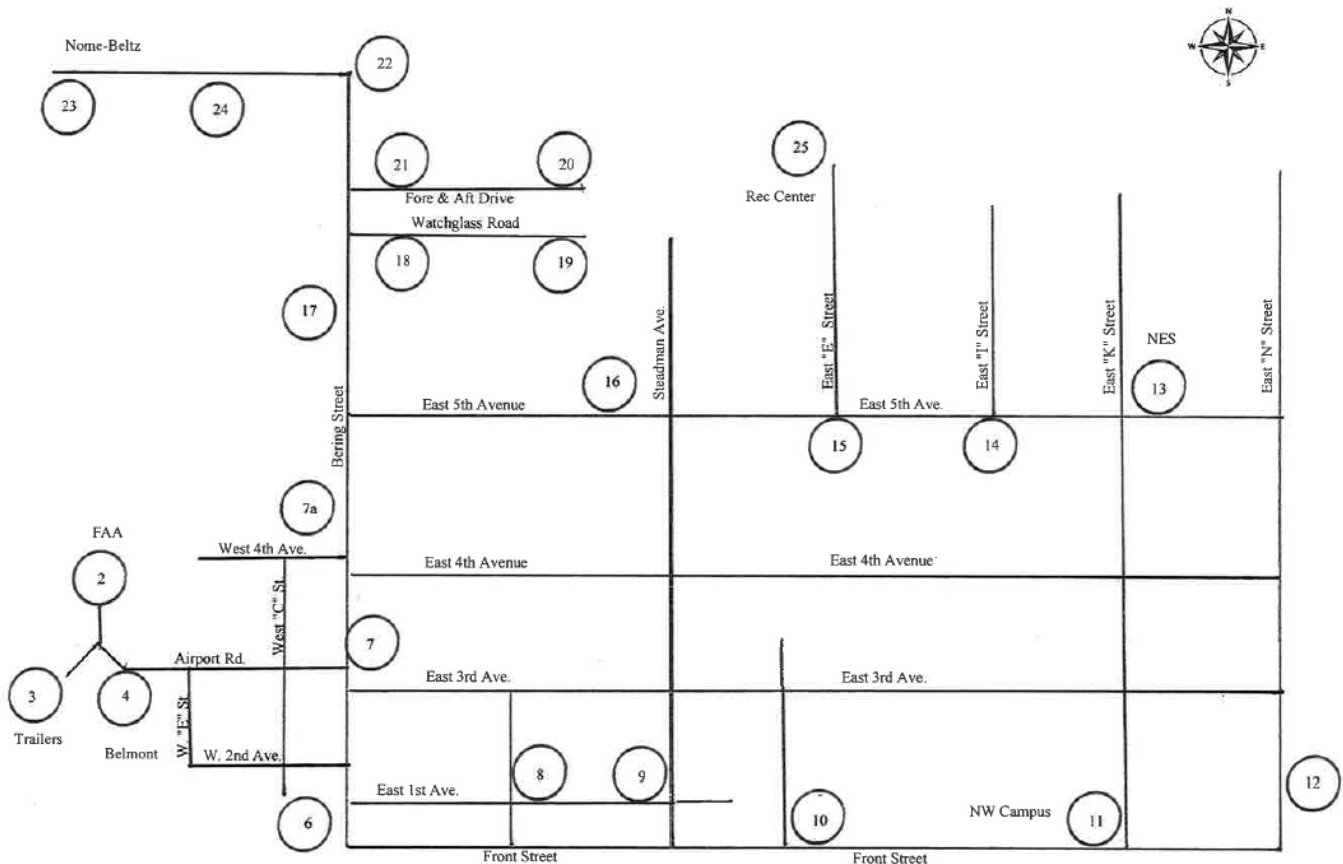 N
W E
S
Nome-Beltz
22
23
24
25
21
20
Rec Center
Fore & Aft Drive
Watchglass Road
18
19
17
Steadman Ave.
East "E" Street
East "I" Street
East "K" Street
East "N" Street
NES
16
13
East 5th Avenue
East 5th Ave.
Bering Street
15
14
7a
FAA
West 4th Ave.
East 4th Avenue
East 4th Avenue
2
West "C" St.
7
Airport Rd.
3
4
East 3rd Ave.
East 3rd Ave.
W. "E" St.
Trailers
Belmont
W. 2nd Ave.
8
9
12
East 1st Ave.
6
10
NW Campus
11
Front Street
Front Street